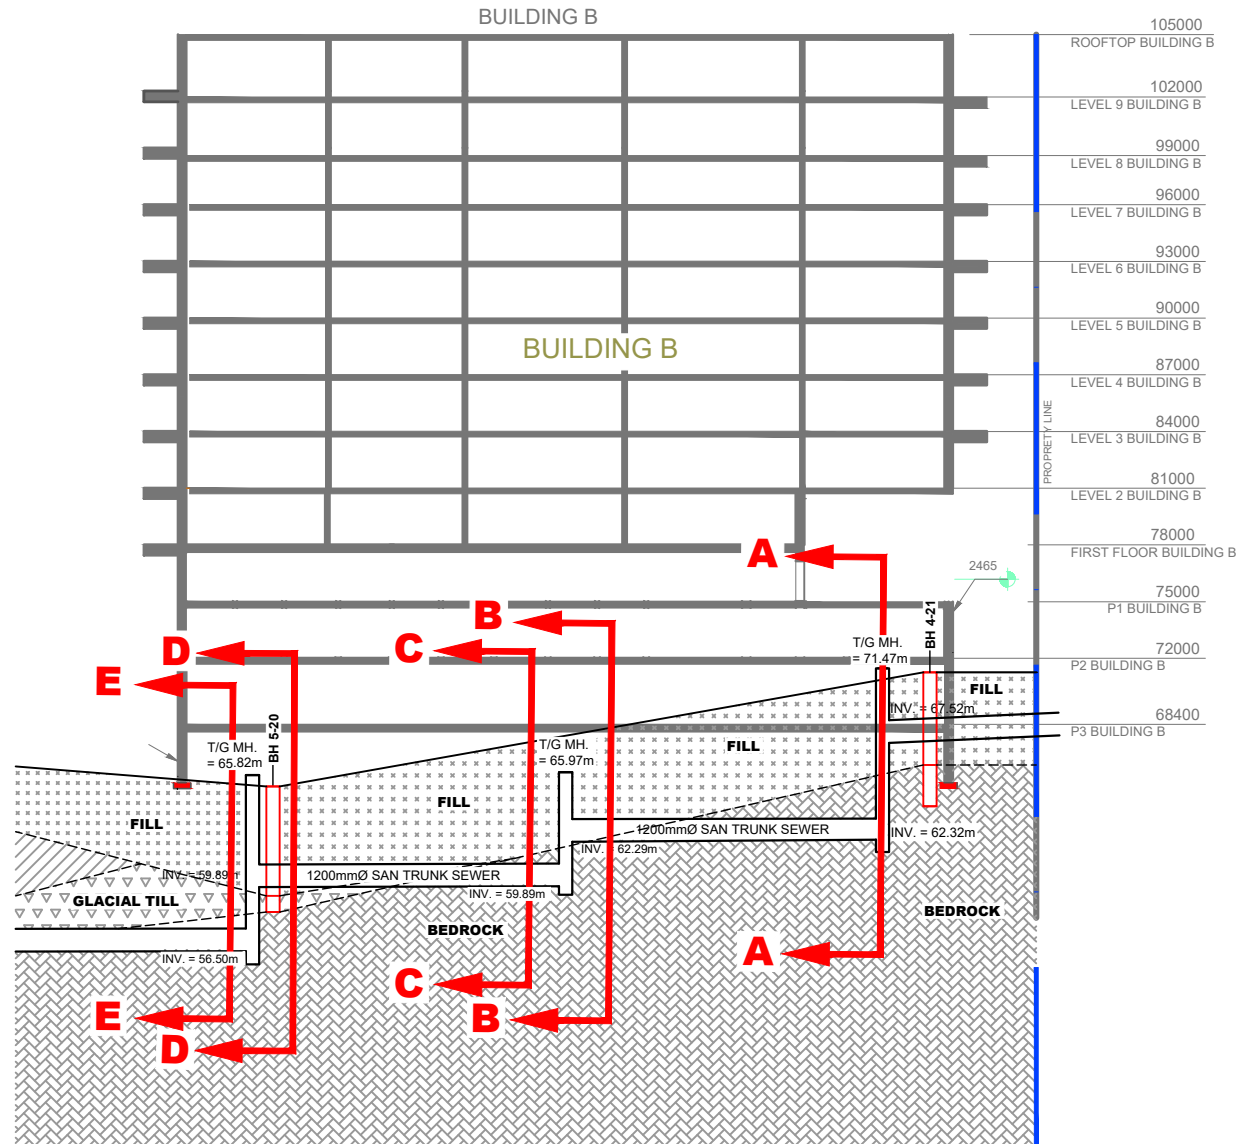 BUILDING B
105000
ROOFTOP BUILDING B
102000
LEVEL 9 BUILDING B
99000
LEVEL 8 BUILDING B
96000
LEVEL 7 BUILDING B
93000
LEVEL 6 BUILDING B
90000
LEVEL 5 BUILDING B
BUILDING B
87000
LEVEL 4 BUILDING B
PROPRETY LINE
84000
LEVEL 3 BUILDING B
81000
LEVEL 2 BUILDING B
78000
FIRST FLOOR BUILDING B
A
2465
75000
P1 BUILDING B
B
BH 4-21
C
D
T/G MH.
= 71.47m
72000
P2 BUILDING B
E
FILL
INV. = 67.52m
68400
P3 BUILDING B
BH 5-20
T/G MH.
= 65.82m
T/G MH.
= 65.97m
FILL
FILL
FILL
1200mmØ SAN TRUNK SEWER
INV. = 62.32m
INV. = 62.29m
INV. = 59.89m
1200mmØ SAN TRUNK SEWER
INV. = 59.89m
GLACIAL TILL
BEDROCK
BEDROCK
A
INV. = 56.50m
C
E
B
D